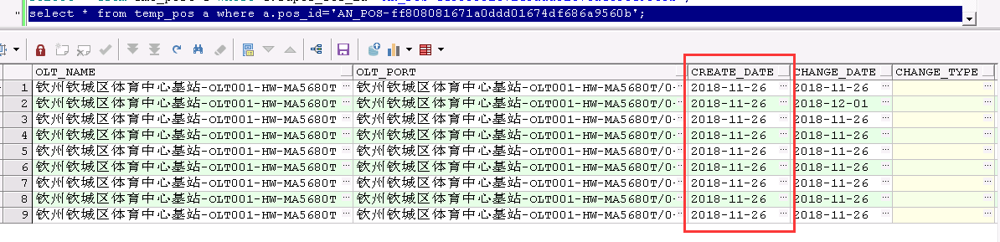 select * from temp_pos a where a.pos_id='AN_POS-ff808081671a0ddd01674df686a9560b';
OLT_NAME OLT_PORT CREATE_DATE CHANGE_DATE CHANGE_TYPE
1 钦州钦城区体育中心基站-OLT001-HW-MA5680T 钦州钦城区体育中心基站-OLT001-HW-MA5680T/0 2018-11-26 2018-11-26
2 钦州钦城区体育中心基站-OLT001-HW-MA5680T 钦州钦城区体育中心基站-OLT001-HW-MA5680T/0 2018-11-26 2018-12-01
3 钦州钦城区体育中心基站-OLT001-HW-MA5680T 钦州钦城区体育中心基站-OLT001-HW-MA5680T/0 2018-11-26 2018-11-26
4 钦州钦城区体育中心基站-OLT001-HW-MA5680T 钦州钦城区体育中心基站-OLT001-HW-MA5680T/0 2018-11-26 2018-11-26
5 钦州钦城区体育中心基站-OLT001-HW-MA5680T 钦州钦城区体育中心基站-OLT001-HW-MA5680T/0 2018-11-26 2018-11-26
6 钦州钦城区体育中心基站-OLT001-HW-MA5680T 钦州钦城区体育中心基站-OLT001-HW-MA5680T/0 2018-11-26 2018-11-26
7 钦州钦城区体育中心基站-OLT001-HW-MA5680T 钦州钦城区体育中心基站-OLT001-HW-MA5680T/0 2018-11-26 2018-11-26
8 钦州钦城区体育中心基站-OLT001-HW-MA5680T 钦州钦城区体育中心基站-OLT001-HW-MA5680T/0 2018-11-26 2018-11-26
9 钦州钦城区体育中心基站-OLT001-HW-MA5680T 钦州钦城区体育中心基站-OLT001-HW-MA5680T/0 2018-11-26 2018-11-26